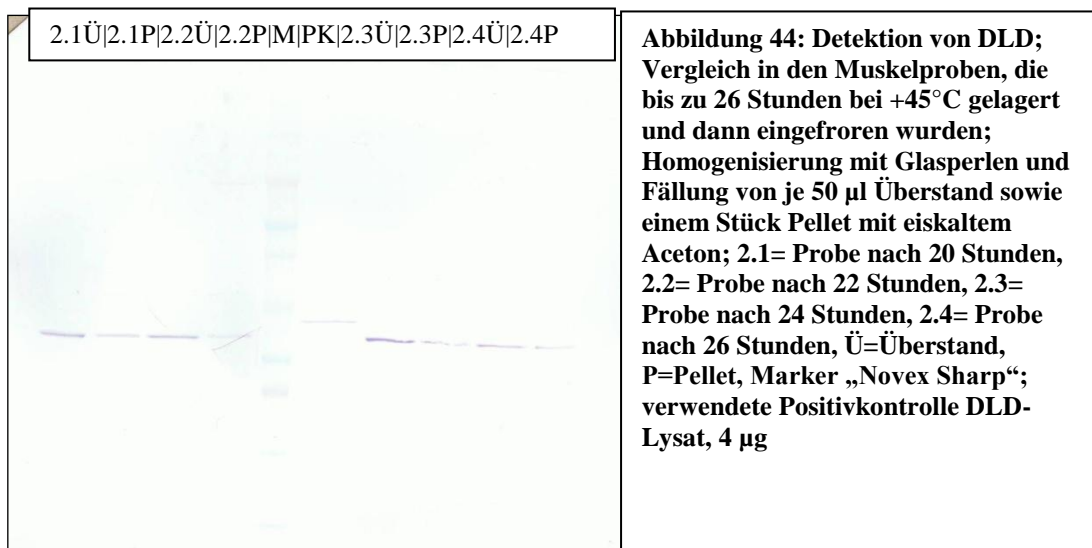 2.1Ü|2.1P|2.2Ü|2.2P|M|PK|2.3Ü|2.3P|2.4Ü|2.4P
Abbildung 44: Detektion von DLD;
Vergleich in den Muskelproben, die
bis zu 26 Stunden bei +45°C gelagert
und dann eingefroren wurden;
Homogenisierung mit Glasperlen und
Fällung von je 50 µl Überstand sowie
einem Stück Pellet mit eiskaltem
Aceton; 2.1= Probe nach 20 Stunden,
2.2= Probe nach 22 Stunden, 2.3=
Probe nach 24 Stunden, 2.4= Probe
nach 26 Stunden, Ü=Überstand,
P=Pellet, Marker „Novex Sharp“;
verwendete Positivkontrolle DLD-
Lysat, 4 µg